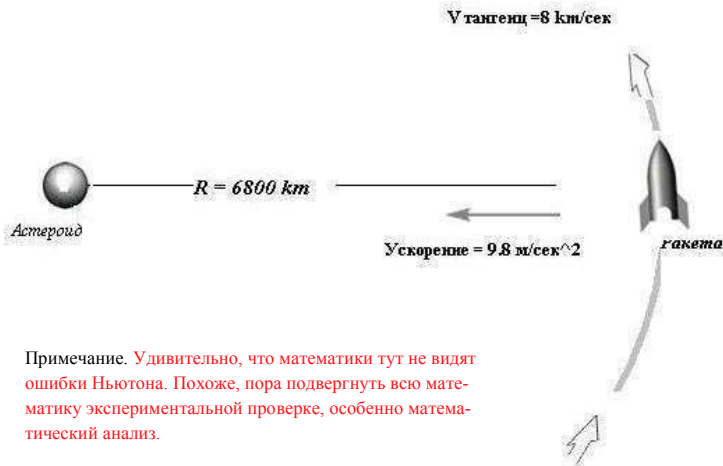 V тангенц =8 km/сек
R = 6800 km
Астероид
Ускорение = 9.8 м/сек^2
Ракета
Примечание. Удивительно, что математики тут не видят
ошибки Ньютона. Похоже, пора подвергнуть всю мате-
матику экспериментальной проверке, особенно матема-
тический анализ.